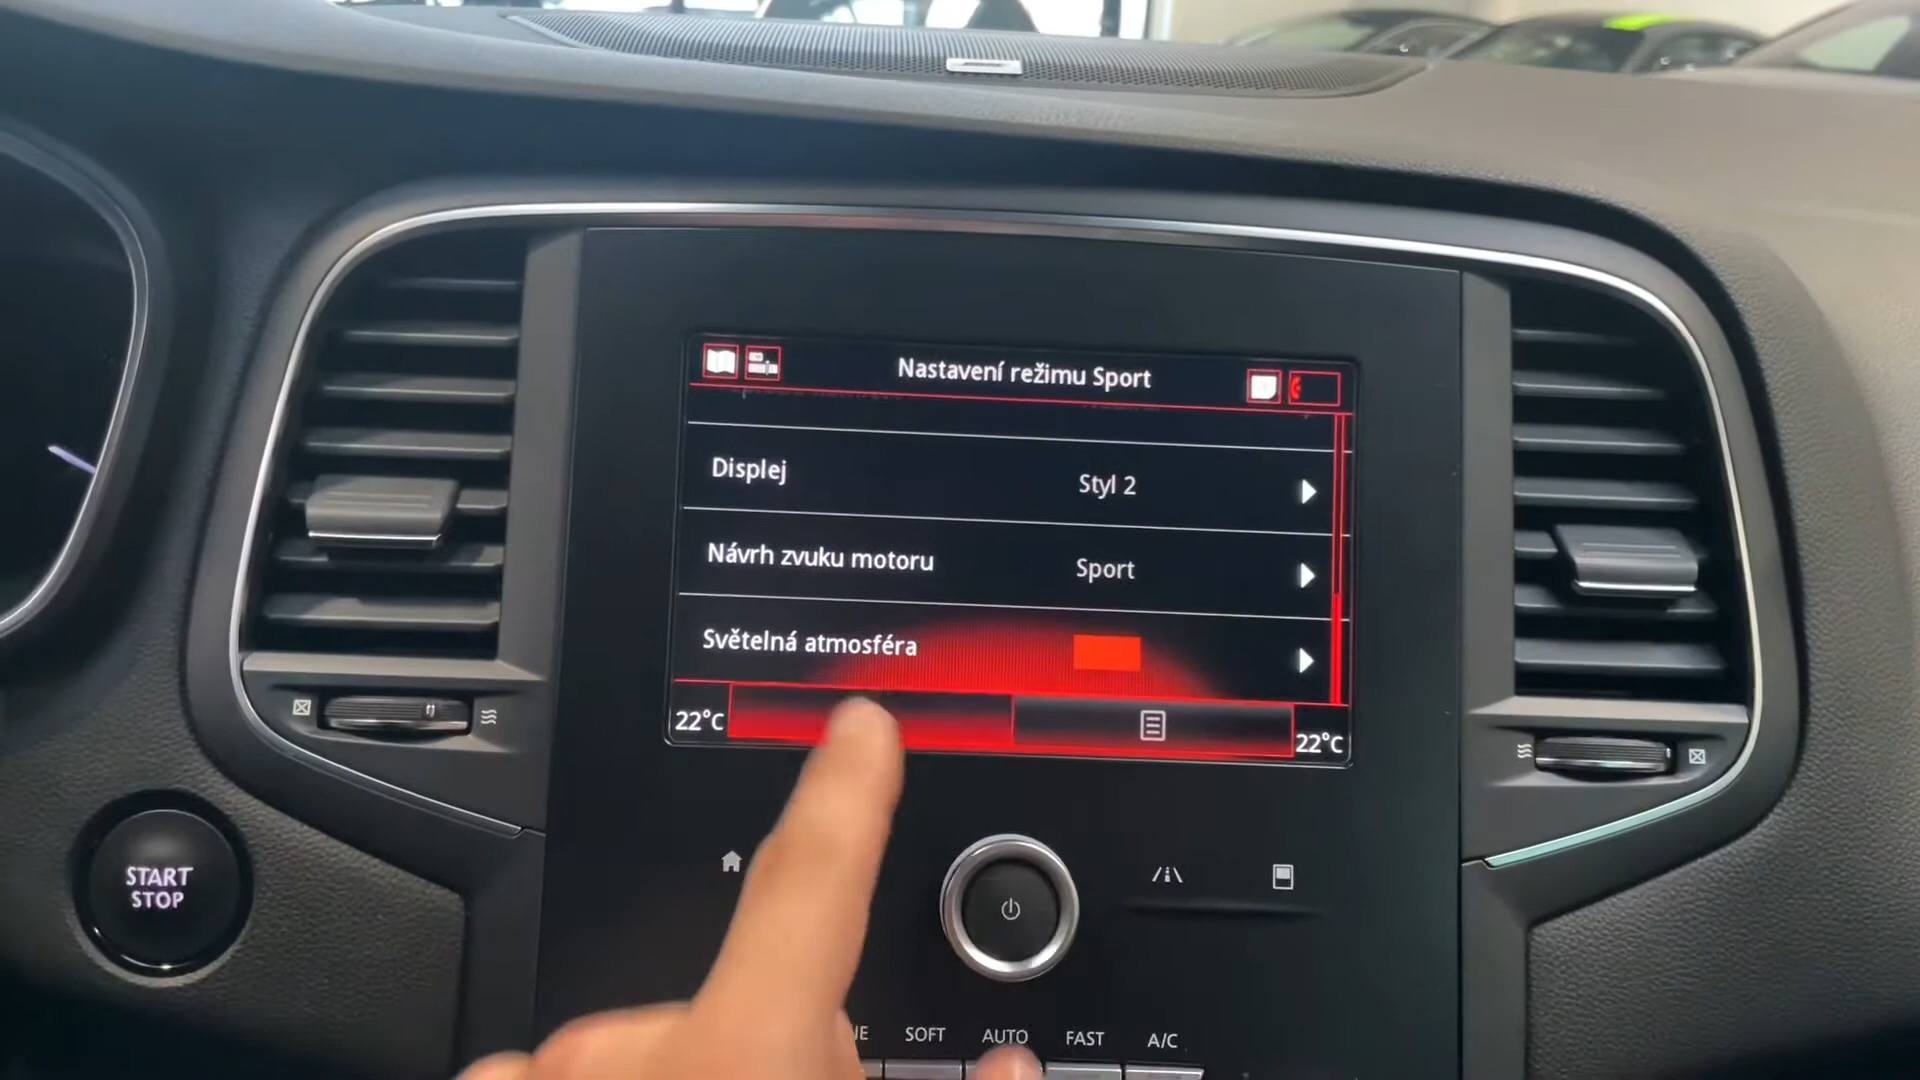 Nastavení režimu Sport
Displej
Styl 2
Návrh zvuku motoru
Sport
Světelná atmosféra
22°C
22°C
START
STOP
SOFT
AUTO
FAST
A/C